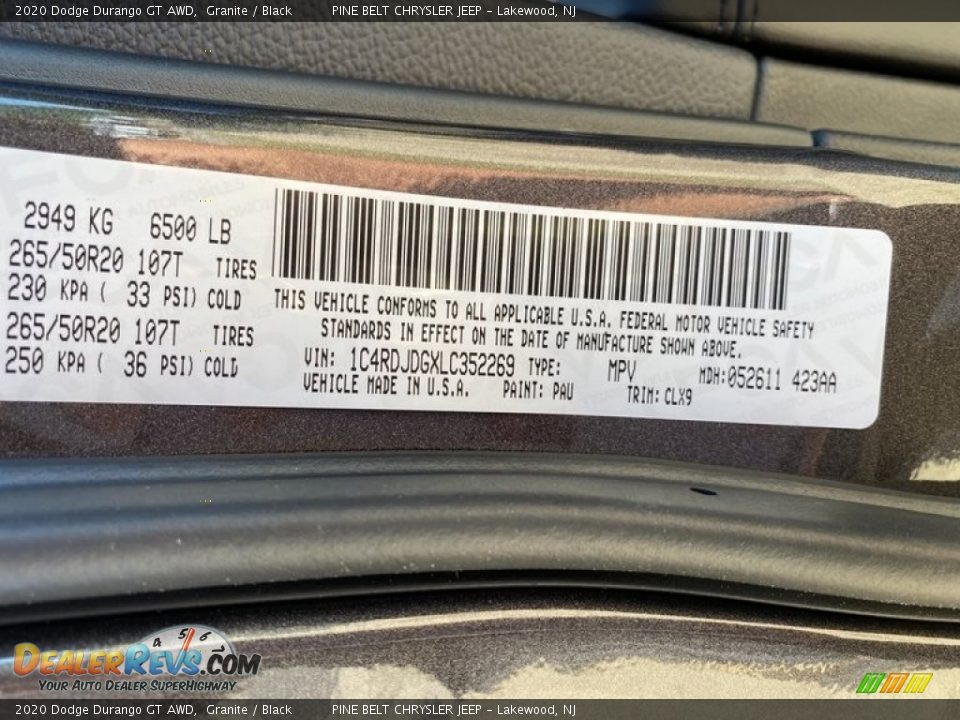 2020 Dodge Durango GT AWD, Granite / Black PINE BELT CHRYSLER JEEP - Lakewood, NJ
2949 KG 6500 LB
265/50R20 107T TIRES
230 KPA ( 33 PSI) COLD
265/50R20 107T TIRES
250 KPA ( 36 PSI) COLD
THIS VEHICLE CONFORMS TO ALL APPLICABLE U.S.A. FEDERAL MOTOR VEHICLE SAFETY
STANDARDS IN EFFECT ON THE DATE OF MANUFACTURE SHOWN ABOVE.
VIN: 1C4RDJDGXLC352269 TYPE: MPV MDH:052611 423AA
VEHICLE MADE IN U.S.A. PAINT: PAU TRIM: CLX9
4 5 6
DEALERREVS.COM
YOUR AUTO DEALER SUPERHIGHWAY
2020 Dodge Durango GT AWD, Granite / Black PINE BELT CHRYSLER JEEP - Lakewood, NJ